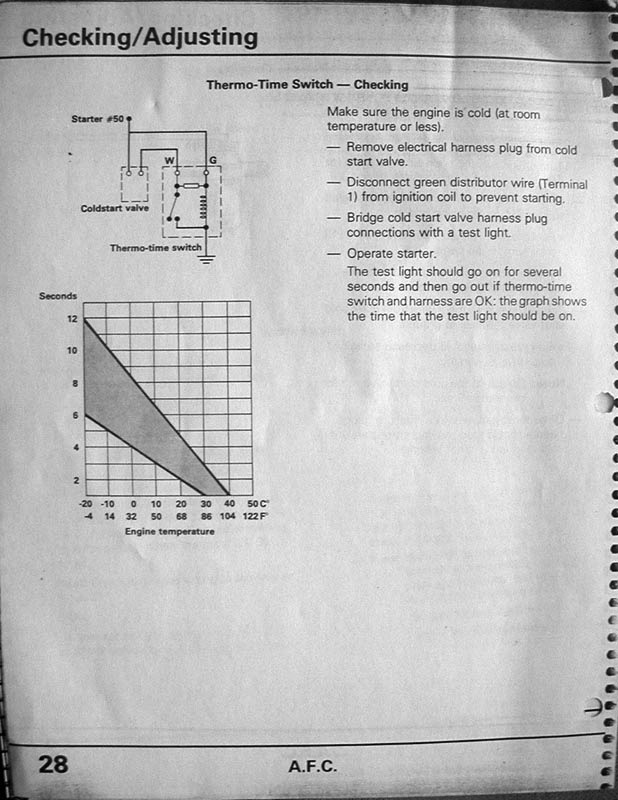 Checking/Adjusting
Thermo-Time Switch — Checking
Starter #50
W
G
Coldstart valve
Thermo-time switch
Make sure the engine is cold (at room
temperature or less).
— Remove electrical harness plug from cold
start valve.
— Disconnect green distributor wire (Terminal
1) from ignition coil to prevent starting.
— Bridge cold start valve harness plug
connections with a test light.
— Operate starter.
The test light should go on for several
seconds and then go out if thermo-time
switch and harness are OK: the graph shows
the time that the test light should be on.
Seconds
12
10
8
6
4
2
-20 -10 0 10 20 30 40 50 C°
-4 14 32 50 68 86 104 122 F°
Engine temperature
28
A.F.C.